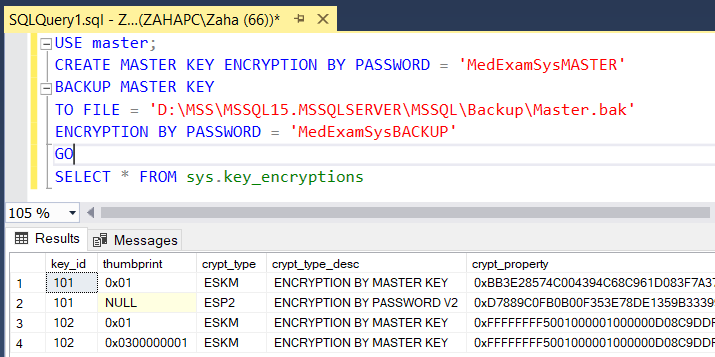 SQLQuery1.sql - Z...(ZAHAPC\Zaha (66))*
USE master;
CREATE MASTER KEY ENCRYPTION BY PASSWORD = 'MedExamSysMASTER'
BACKUP MASTER KEY
TO FILE = 'D:\MSS\MSSQL15.MSSQLSERVER\MSSQL\Backup\Master.bak'
ENCRYPTION BY PASSWORD = 'MedExamSysBACKUP'
GO
SELECT * FROM sys.key_encryptions
105 %
Results Messages
key_id thumbprint crypt_type crypt_type_desc crypt_property
1 101 0x01 ESKM ENCRYPTION BY MASTER KEY 0xBB3E28574C004394C68C961D083F7A37
2 101 NULL ESP2 ENCRYPTION BY PASSWORD V2 0xD7889C0FB0B00F353E78DE1359B3339
3 102 0x01 ESKM ENCRYPTION BY MASTER KEY 0xFFFFFFFF5001000001000000D08C9DDF
4 102 0x0300000001 ESKM ENCRYPTION BY MASTER KEY 0xFFFFFFFF5001000001000000D08C9DDF